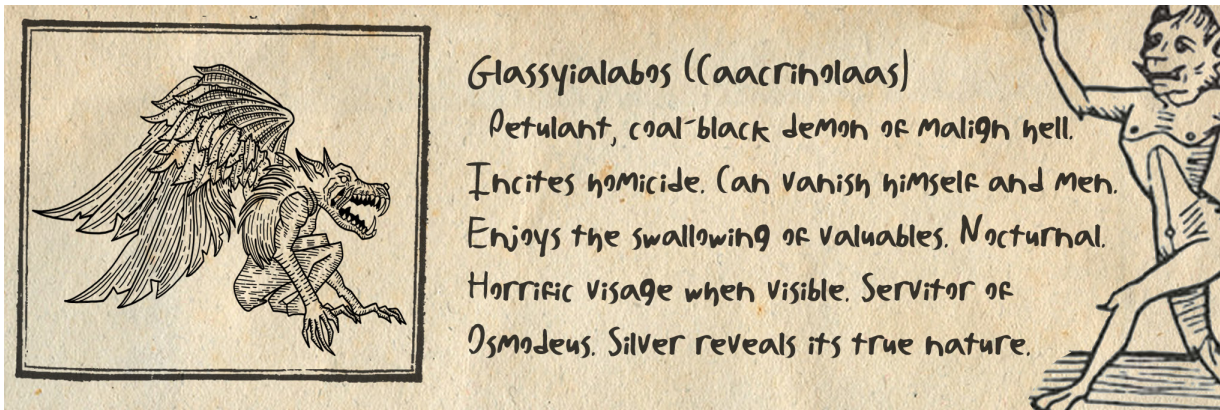 Glassyialabos (Caacrinolaas)
Petulant, coal-black demon of malign hell.
Incites homicide. Can vanish himself and men.
Enjoys the swallowing of valuables. Nocturnal.
Horrific visage when visible. Servitor of
Osmodeus. Silver reveals its true nature.